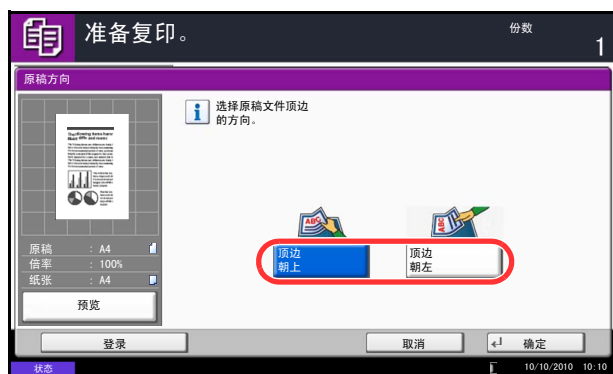 准备复印。
份数
1
原稿方向
选择原稿文件顶边
的方向。
ABC
ABC
原稿 : A4
倍率 : 100%
纸张 : A4
顶边
朝上
顶边
朝左
预览
登录
取消
确定
状态
10/10/2010 10:10